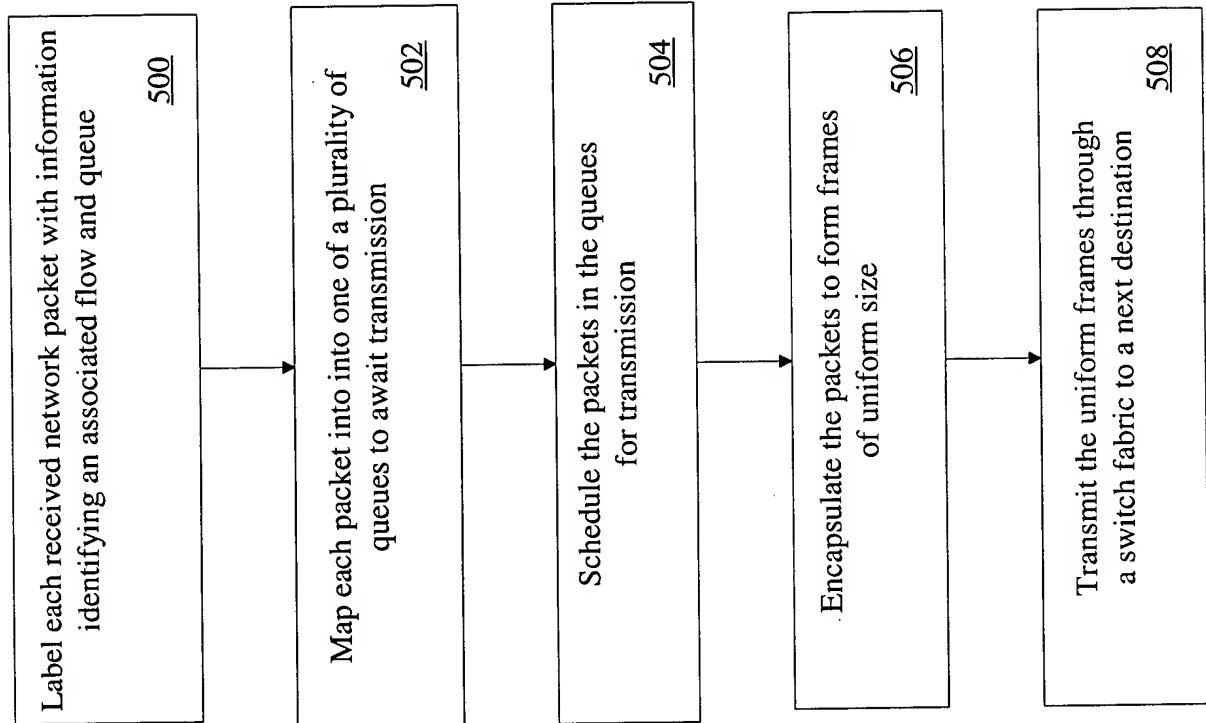 Label each received network packet with information
identifying an associated flow and queue
500
Map each packet into into one of a plurality of
queues to await transmission
502
Schedule the packets in the queues
for transmission
504
Encapsulate the packets to form frames
of uniform size
506
Transmit the uniform frames through
a switch fabric to a next destination
508